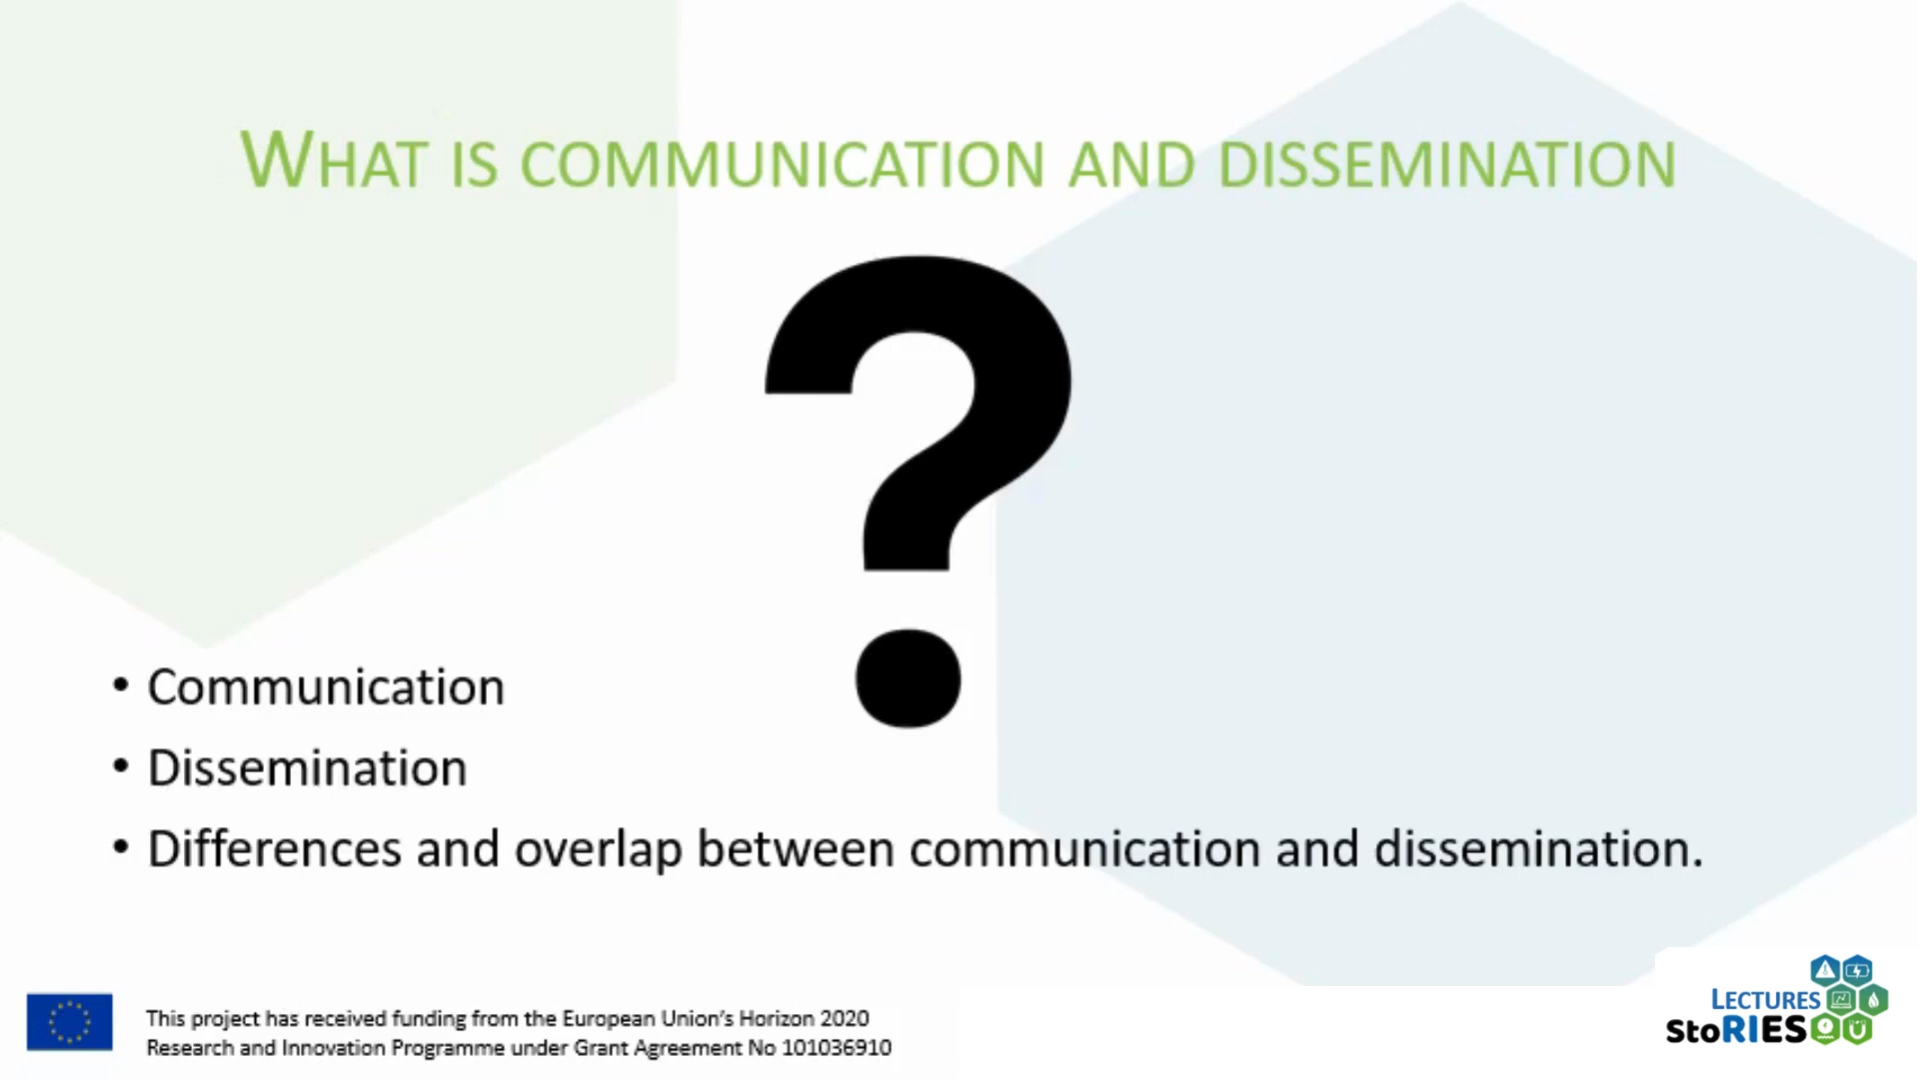 WHAT IS COMMUNICATION AND DISSEMINATION
?
• Communication
• Dissemination
• Differences and overlap between communication and dissemination.
This project has received funding from the European Union's Horizon 2020
Research and Innovation Programme under Grant Agreement No 101036910
LECTURES
StoRIES